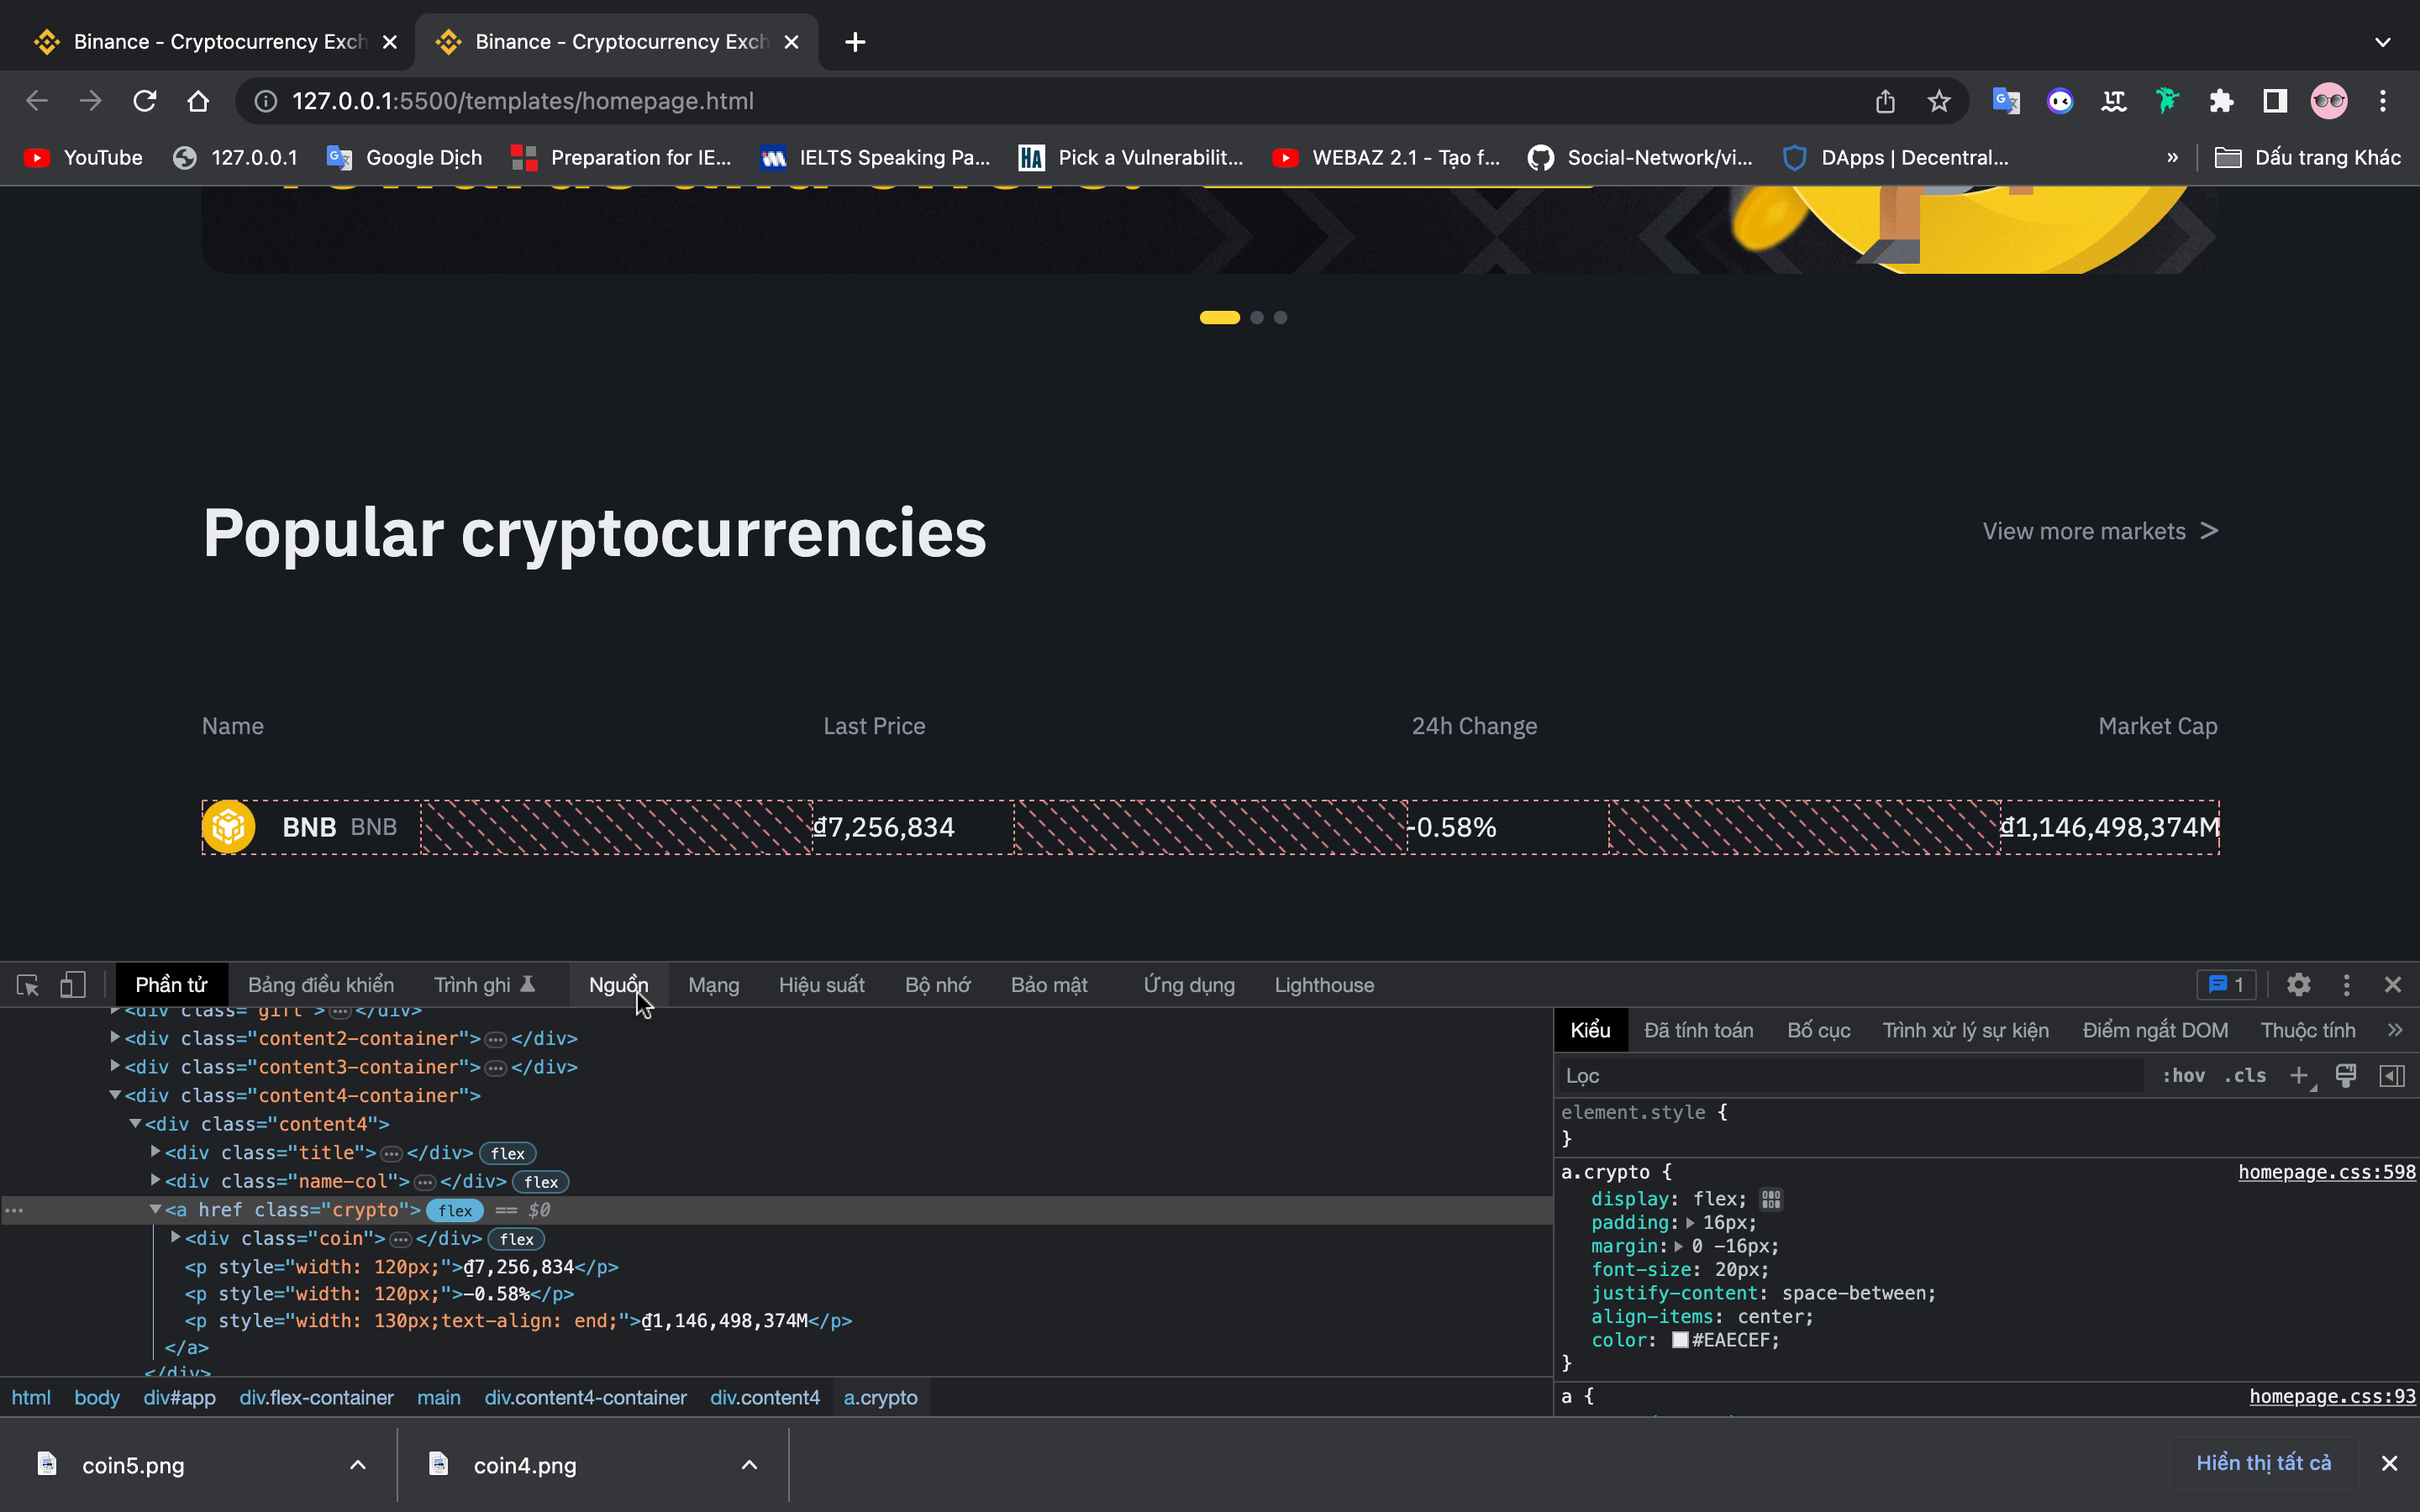 Binance - Cryptocurrency Exch
Binance - Cryptocurrency Exch
127.0.0.1:5500/templates/homepage.html
YouTube
127.0.0.1
Google Dịch
Preparation for IE...
IELTS Speaking Pa...
Pick a Vulnerabilit...
WEBAZ 2.1 - Tạo f...
Social-Network/vi...
DApps | Decentral...
»
Dấu trang Khác
Popular cryptocurrencies
View more markets >
Name
Last Price
24h Change
Market Cap
BNB BNB
₫7,256,834
-0.58%
₫1,146,498,374M
Phần tử
Bảng điều khiển
Trình ghi
Nguồn
Mạng
Hiệu suất
Bộ nhớ
Bảo mật
Ứng dụng
Lighthouse
1
<div class="gift">…</div>
<div class="content2-container">…</div>
<div class="content3-container">…</div>
<div class="content4-container">
<div class="content4">
<div class="title">…</div> flex
<div class="name-col">…</div> flex
<a href class="crypto"> flex == $0
<div class="coin">…</div> flex
<p style="width: 120px;">₫7,256,834</p>
<p style="width: 120px;">-0.58%</p>
<p style="width: 130px;text-align: end;">₫1,146,498,374M</p>
</a>
</div>
html
body
div#app
div.flex-container
main
div.content4-container
div.content4
a.crypto
Kiểu
Đã tính toán
Bố cục
Trình xử lý sự kiện
Điểm ngắt DOM
Thuộc tính
»
Lọc
:hov
.cls
element.style {
}
a.crypto {
homepage.css:598
display: flex;
padding: 16px;
margin: 0 -16px;
font-size: 20px;
justify-content: space-between;
align-items: center;
color: #EAECEF;
}
a {
homepage.css:93
coin5.png
coin4.png
Hiển thị tất cả